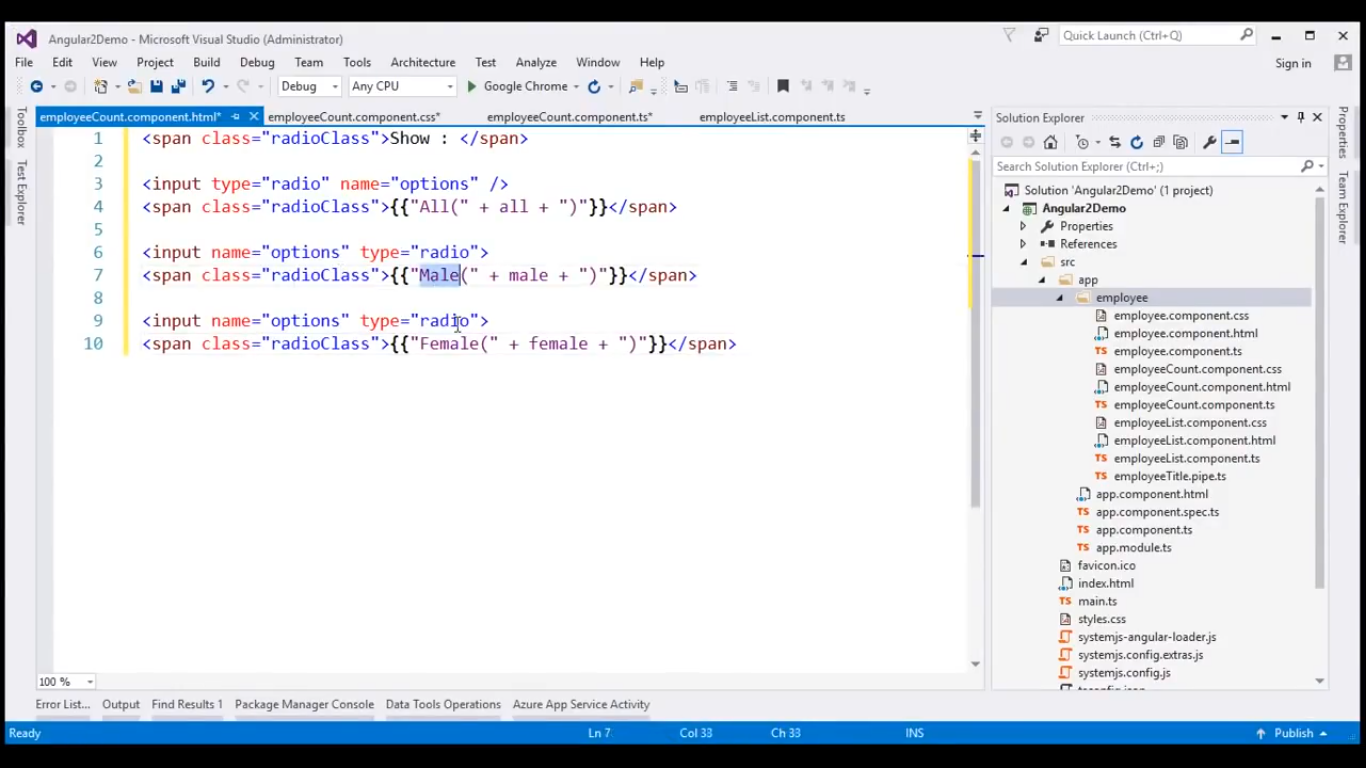 Angular2Demo - Microsoft Visual Studio (Administrator)
Quick Launch (Ctrl+Q)
File Edit View Project Build Debug Team Tools Architecture Test Analyze Window Help
Sign in
Debug Any CPU Google Chrome
Toolbox
Test Explorer
employeeCount.component.html* employeeCount.component.css* employeeCount.component.ts* employeeList.component.ts
1 <span class="radioClass">Show : </span>
2
3 <input type="radio" name="options" />
4 <span class="radioClass">{{"All(" + all + ")"}}</span>
5
6 <input name="options" type="radio">
7 <span class="radioClass">{{"Male(" + male + ")"}}</span>
8
9 <input name="options" type="radio">
10 <span class="radioClass">{{"Female(" + female + ")"}}</span>
100 %
Solution Explorer
Search Solution Explorer (Ctrl+;)
Solution 'Angular2Demo' (1 project)
Angular2Demo
Properties
References
src
app
employee
employee.component.css
employee.component.html
employee.component.ts
employeeCount.component.css
employeeCount.component.html
employeeCount.component.ts
employeeList.component.css
employeeList.component.html
employeeList.component.ts
employeeTitle.pipe.ts
app.component.html
app.component.spec.ts
app.component.ts
app.module.ts
favicon.ico
index.html
main.ts
styles.css
systemjs-angular-loader.js
systemjs.config.extras.js
systemjs.config.js
Properties
Team Explorer
Error List... Output Find Results 1 Package Manager Console Data Tools Operations Azure App Service Activity
Ready Ln 7 Col 33 Ch 33 INS Publish